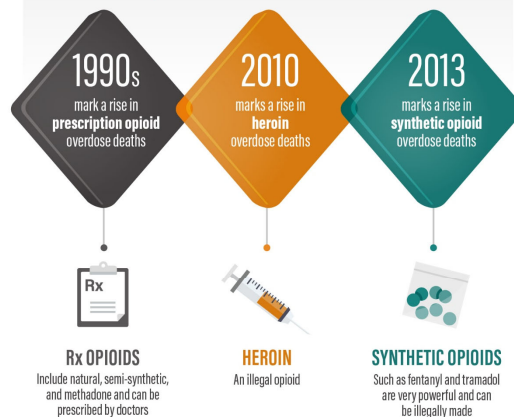 1990s
mark a rise in
prescription opioid
overdose deaths
2010
marks a rise in
heroin
overdose deaths
2013
marks a rise in
synthetic opioid
overdose deaths
Rx
Rx OPIOIDS
Include natural, semi-synthetic,
and methadone and can be
prescribed by doctors
HEROIN
An illegal opioid
SYNTHETIC OPIOIDS
Such as fentanyl and tramadol
are very powerful and can
be illegally made